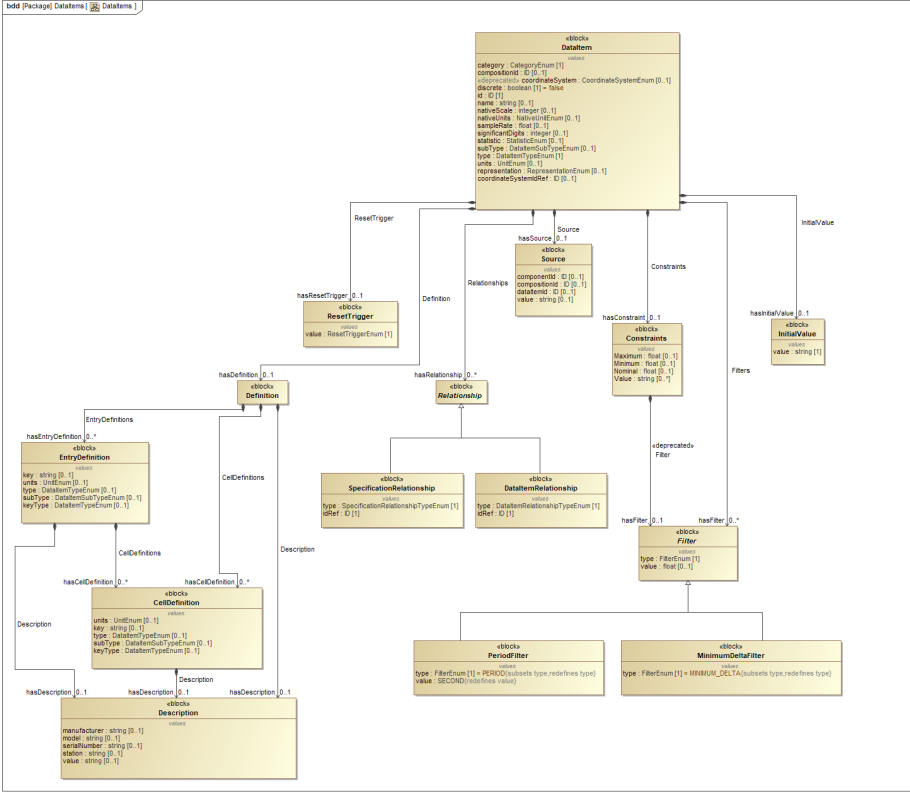 bdd [Package] DataItems [ DataItems ]
«block»
DataItem
values
category : CategoryEnum [1]
compositionId : ID [0..1]
«deprecated» coordinateSystem : CoordinateSystemEnum [0..1]
discrete : boolean [1] = false
id : ID [1]
name : string [0..1]
nativeScale : integer [0..1]
nativeUnits : NativeUnitEnum [0..1]
sampleRate : float [0..1]
significantDigits : integer [0..1]
statistic : StatisticEnum [0..1]
subType : DataItemSubTypeEnum [0..1]
type : DataItemTypeEnum [1]
units : UnitEnum [0..1]
representation : RepresentationEnum [0..1]
coordinateSystemIdRef : ID [0..1]
ResetTrigger
InitialValue
Source
hasSource 0..1
«block»
Source
values
componentId : ID [0..1]
compositionId : ID [0..1]
dataItemId : ID [0..1]
value : string [0..1]
Constraints
Relationships
Definition
hasResetTrigger 0..1
«block»
ResetTrigger
values
value : ResetTriggerEnum [1]
hasConstraint 0..1
«block»
Constraints
values
Maximum : float [0..1]
Minimum : float [0..1]
Nominal : float [0..1]
Value : string [0..*]
hasInitialValue 0..1
«block»
InitialValue
values
value : string [1]
Filters
hasDefinition 0..1
«block»
Definition
hasRelationship 0..*
«block»
Relationship
EntryDefinitions
hasEntryDefinition 0..*
«block»
EntryDefinition
values
key : string [0..1]
units : UnitEnum [0..1]
type : DataItemTypeEnum [0..1]
subType : DataItemSubTypeEnum [0..1]
keyType : DataItemTypeEnum [0..1]
CellDefinitions
«deprecated»
Filter
«block»
SpecificationRelationship
values
type : SpecificationRelationshipTypeEnum [1]
idRef : ID [1]
«block»
DataItemRelationship
values
type : DataItemRelationshipTypeEnum [1]
idRef : ID [1]
hasFilter 0..1
hasFilter 0..*
«block»
Filter
values
type : FilterEnum [1]
value : float [0..1]
CellDefinitions
Description
hasCellDefinition 0..*
hasCellDefinition 0..*
«block»
CellDefinition
values
units : UnitEnum [0..1]
key : string [0..1]
type : DataItemTypeEnum [0..1]
subType : DataItemSubTypeEnum [0..1]
keyType : DataItemTypeEnum [0..1]
Description
Description
«block»
PeriodFilter
values
type : FilterEnum [1] = PERIOD{subsets type,redefines type}
value : SECOND{redefines value}
«block»
MinimumDeltaFilter
values
type : FilterEnum [1] = MINIMUM_DELTA{subsets type,redefines type}
hasDescription 0..1
hasDescription 0..1
hasDescription 0..1
«block»
Description
values
manufacturer : string [0..1]
model : string [0..1]
serialNumber : string [0..1]
station : string [0..1]
value : string [0..1]